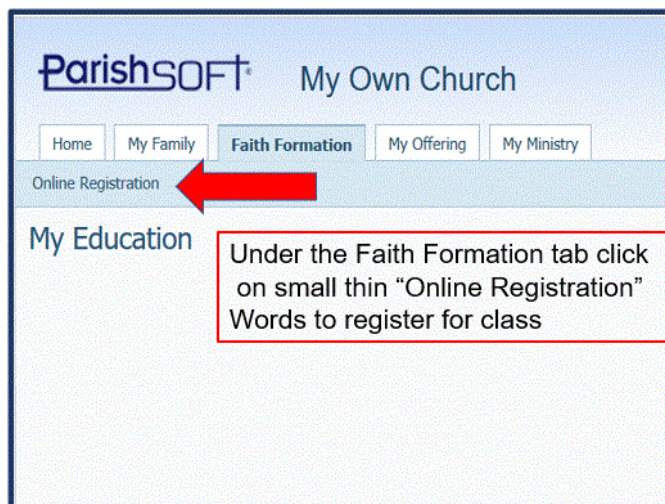 ParishSOFT My Own Church
Home My Family Faith Formation My Offering My Ministry
Online Registration
My Education
Under the Faith Formation tab click
on small thin “Online Registration”
Words to register for class